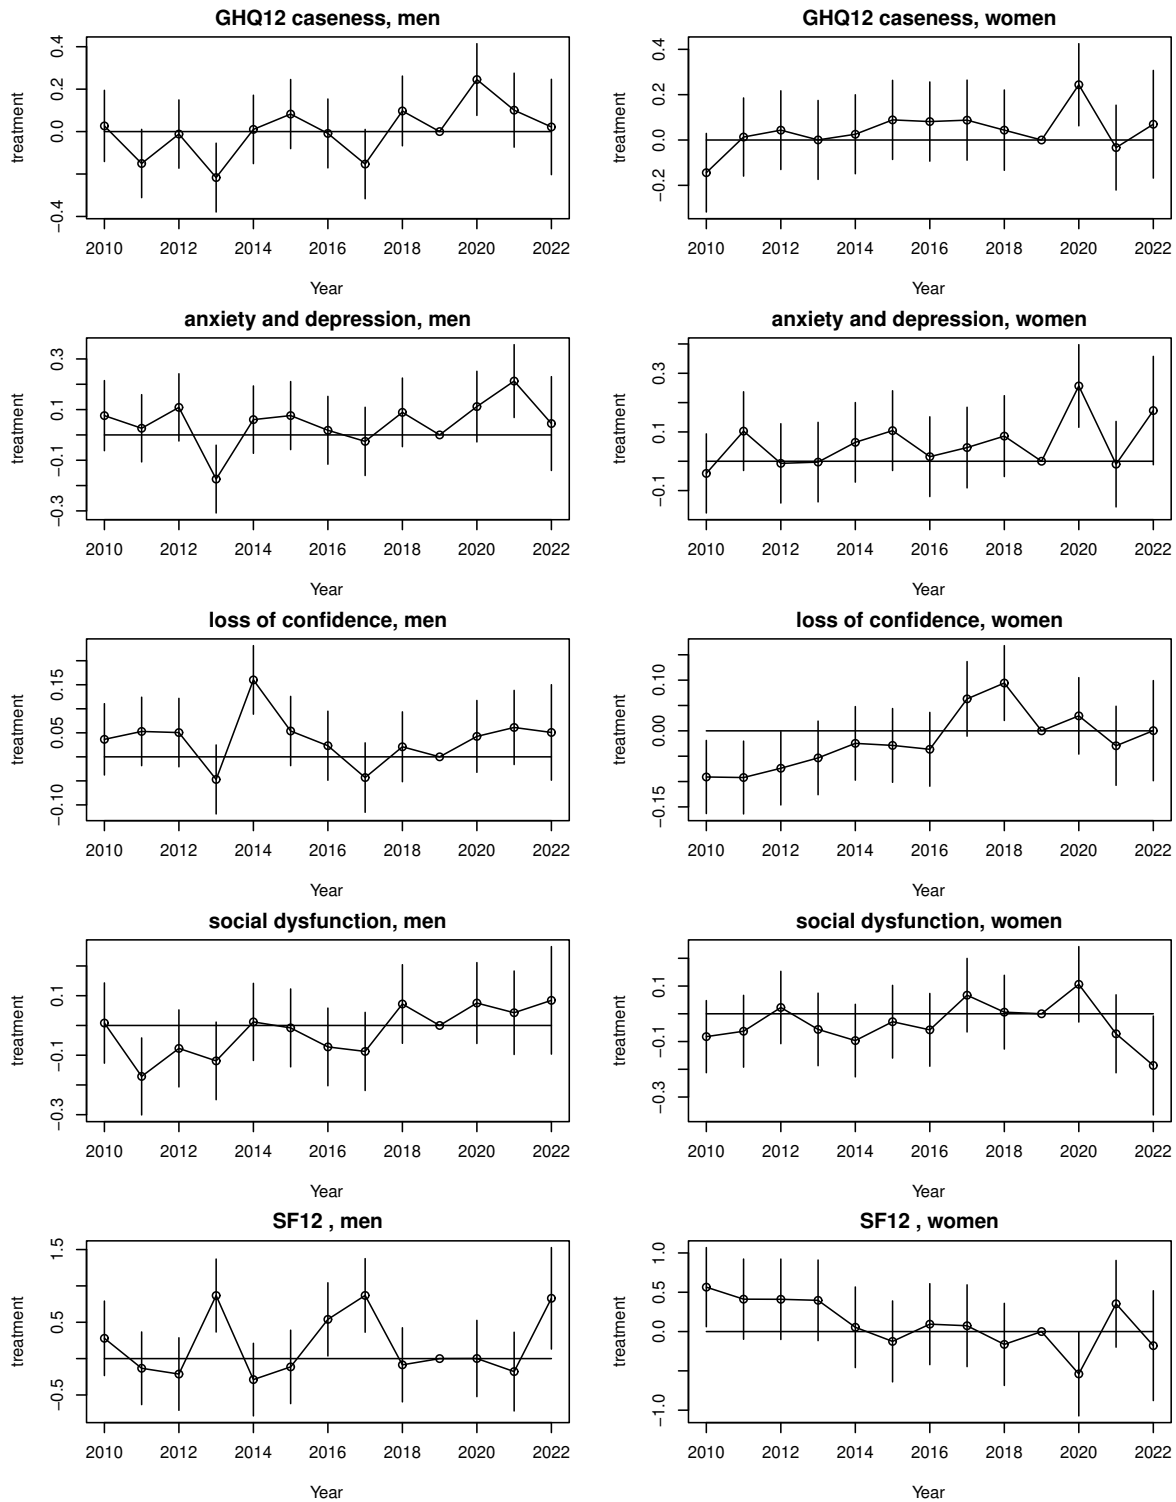 GHQ12 caseness, men
treatment
0.4
0.2
0.0
−0.4
2010 2012 2014 2016 2018 2020 2022
Year
GHQ12 caseness, women
treatment
0.4
0.2
0.0
−0.2
2010 2012 2014 2016 2018 2020 2022
Year
anxiety and depression, men
treatment
0.3
0.1
−0.1
−0.3
2010 2012 2014 2016 2018 2020 2022
Year
anxiety and depression, women
treatment
0.3
0.1
−0.1
2010 2012 2014 2016 2018 2020 2022
Year
loss of confidence, men
treatment
0.15
0.05
−0.10
2010 2012 2014 2016 2018 2020 2022
Year
loss of confidence, women
treatment
0.10
0.00
−0.15
2010 2012 2014 2016 2018 2020 2022
Year
social dysfunction, men
treatment
0.1
−0.1
−0.3
2010 2012 2014 2016 2018 2020 2022
Year
social dysfunction, women
treatment
0.1
−0.1
−0.3
2010 2012 2014 2016 2018 2020 2022
Year
SF12 , men
treatment
1.5
0.5
−0.5
2010 2012 2014 2016 2018 2020 2022
Year
SF12 , women
treatment
1.0
0.5
0.0
−1.0
2010 2012 2014 2016 2018 2020 2022
Year